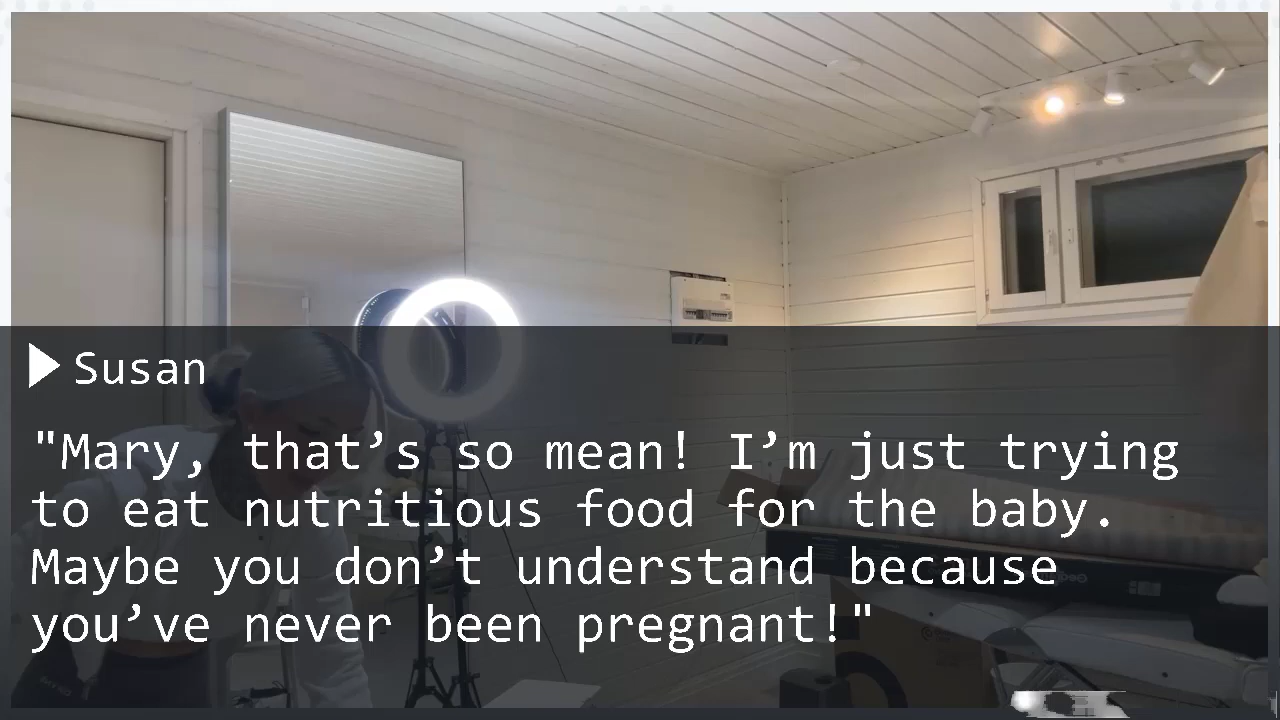 Susan
"Mary, that’s so mean! I’m just trying
to eat nutritious food for the baby.
Maybe you don’t understand because
you’ve never been pregnant!"